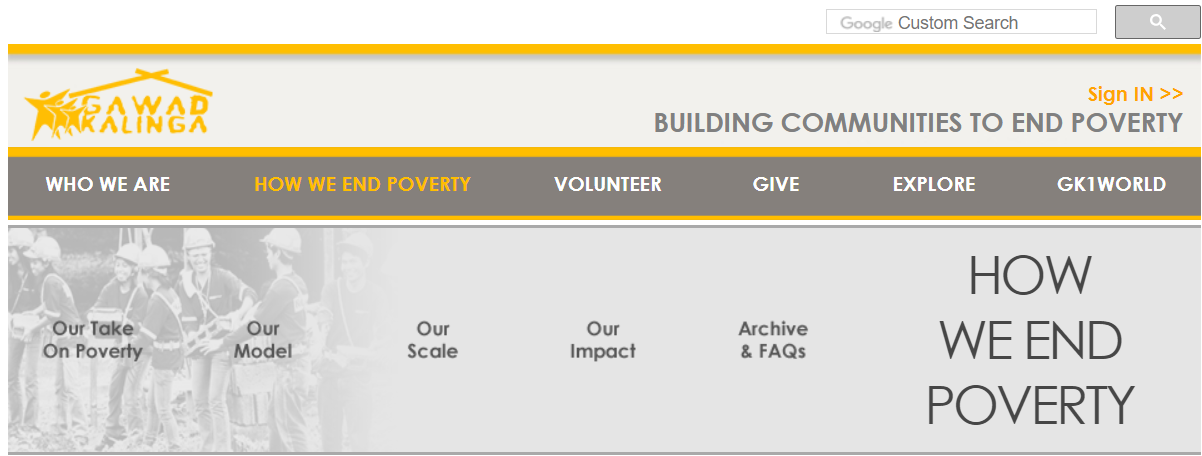 Google Custom Search
GAWAD
KALINGA
Sign IN >>
BUILDING COMMUNITIES TO END POVERTY
WHO WE ARE HOW WE END POVERTY VOLUNTEER GIVE EXPLORE GK1WORLD
Our Take
On Poverty
Our
Model
Our
Scale
Our
Impact
Archive
& FAQs
HOW
WE END
POVERTY